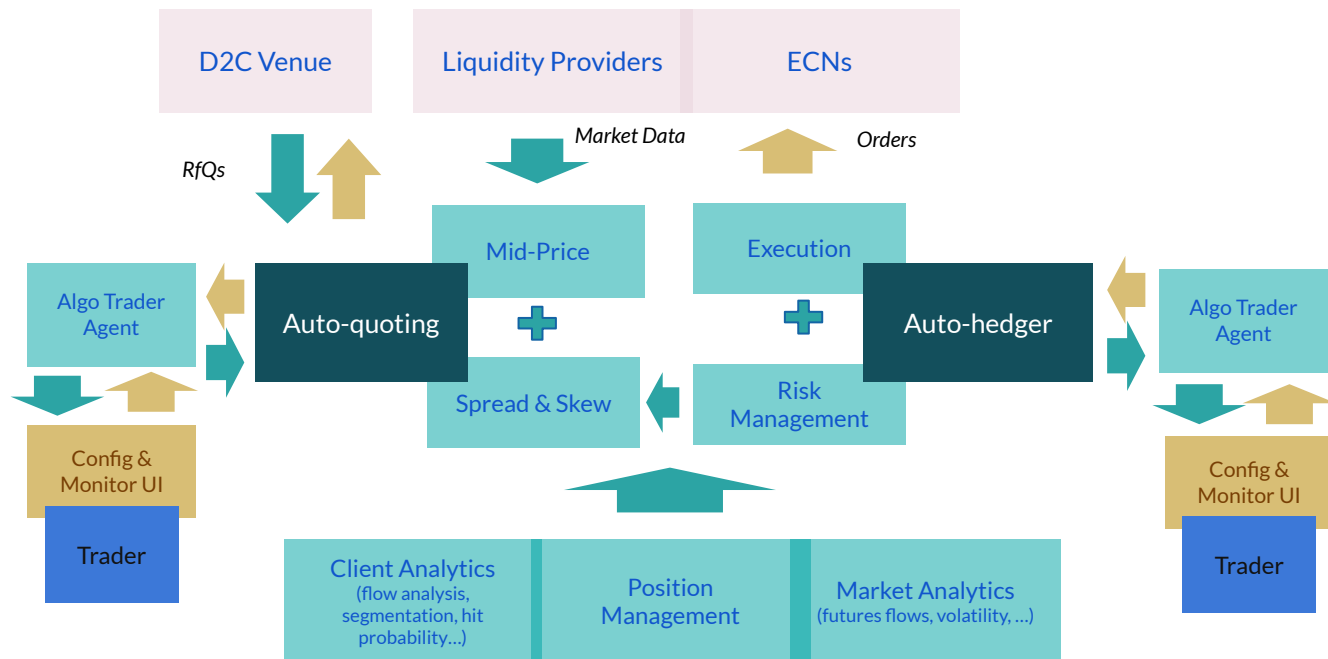 D2C Venue
Liquidity Providers
ECNs
RfQs
Market Data
Orders
Mid-Price
Execution
Algo Trader
Agent
Auto-quoting
Auto-hedger
Algo Trader
Agent
Spread & Skew
Risk
Management
Config &
Monitor UI
Trader
Config &
Monitor UI
Trader
Client Analytics
(flow analysis,
segmentation, hit
probability...)
Position
Management
Market Analytics
(futures flows, volatility, ...)